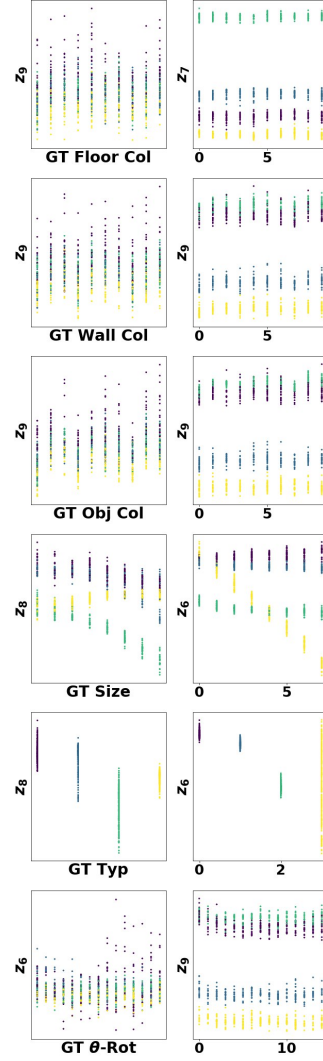 z9
z7
0 5
GT Floor Col
z9
z9
0 5
GT Wall Col
z9
z9
0 5
GT Obj Col
z8
z6
0 5
GT Size
z8
z6
0 2
GT Typ
z6
z9
0 10
GT θ-Rot